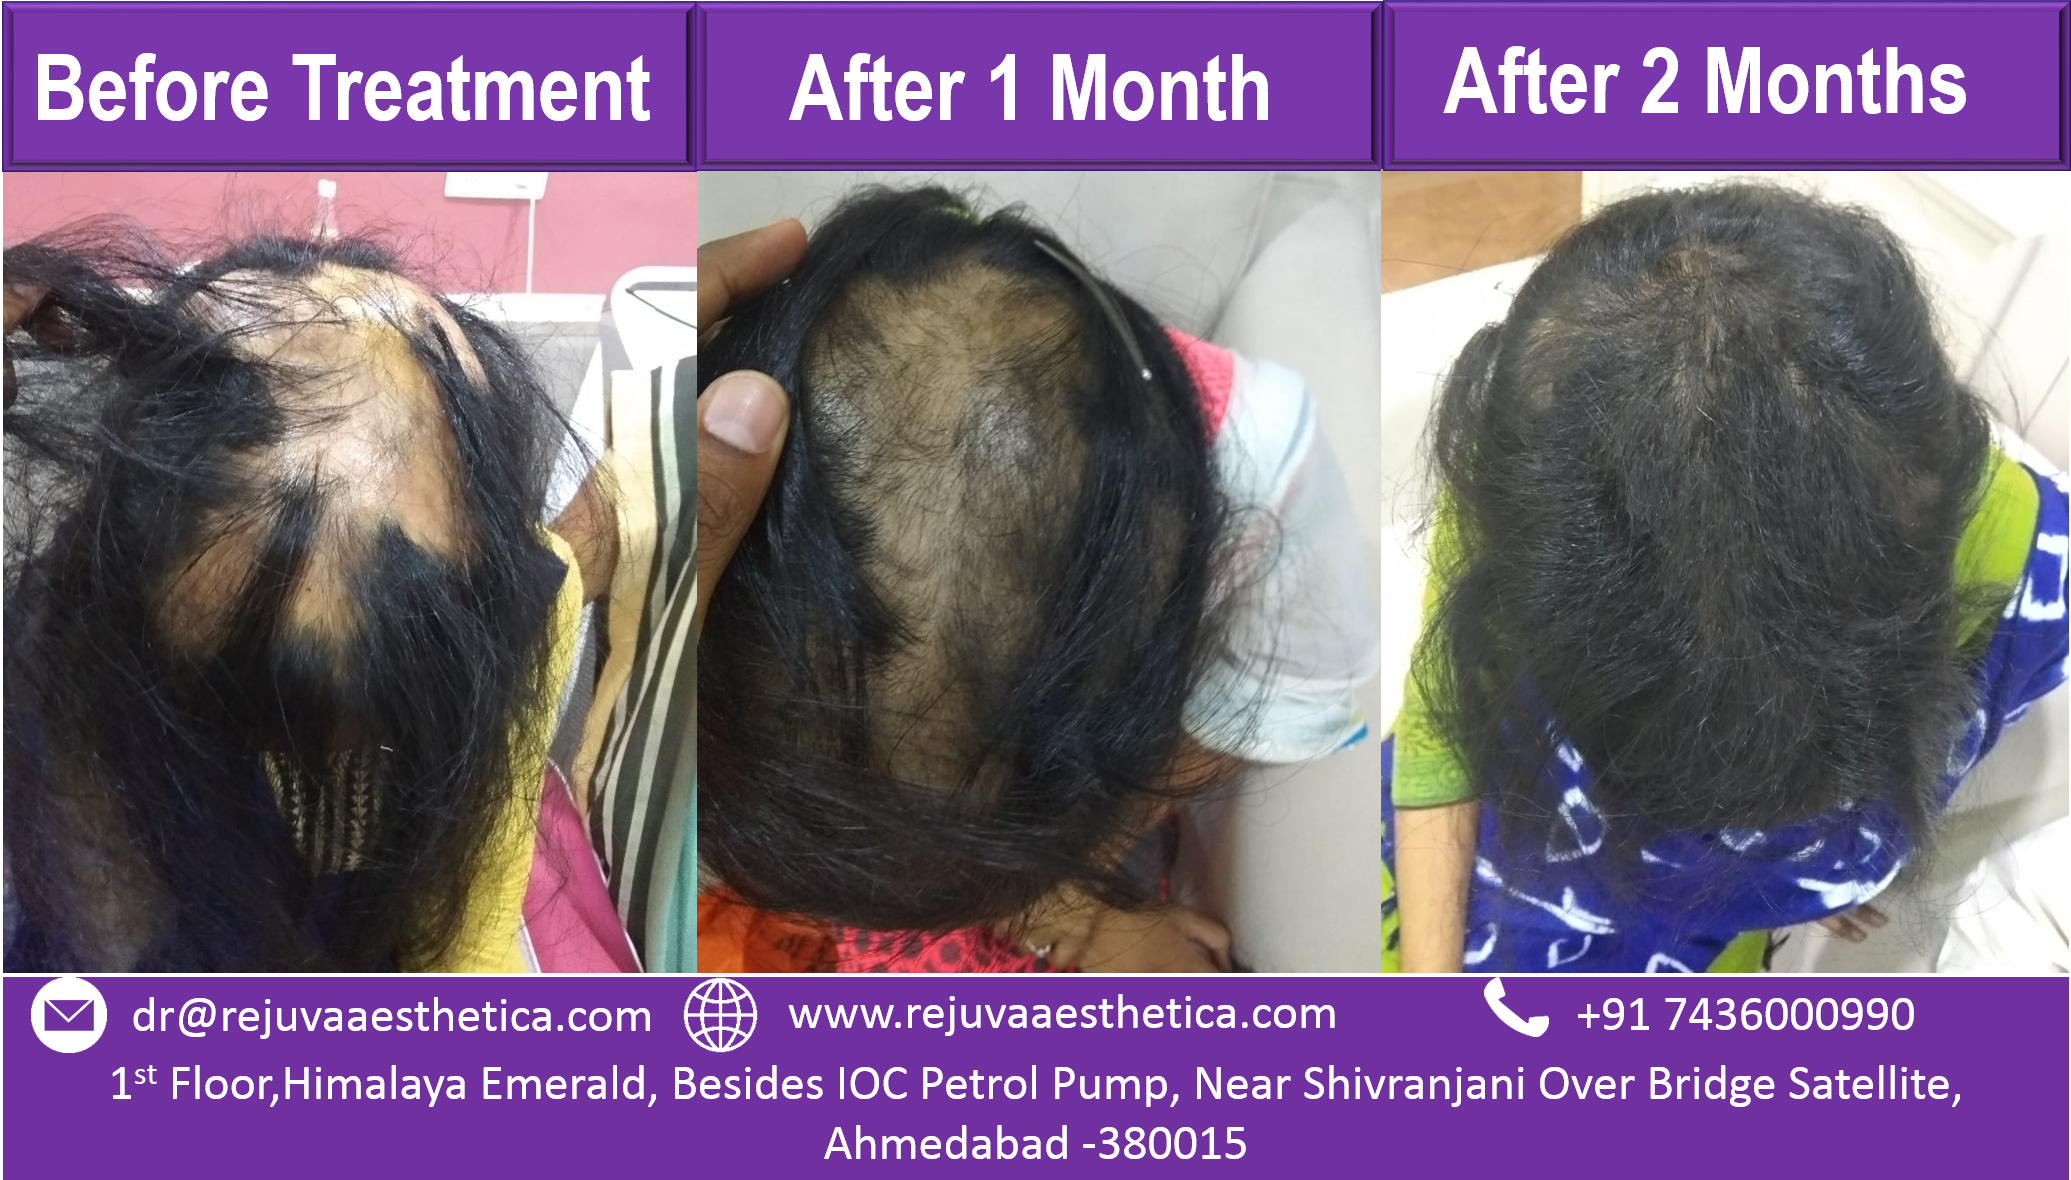 Before Treatment
After 1 Month
After 2 Months
dr@rejuvaaesthetica.com
www.rejuvaaesthetica.com
+91 7436000990
1st Floor,Himalaya Emerald, Besides IOC Petrol Pump, Near Shivranjani Over Bridge Satellite,
Ahmedabad -380015